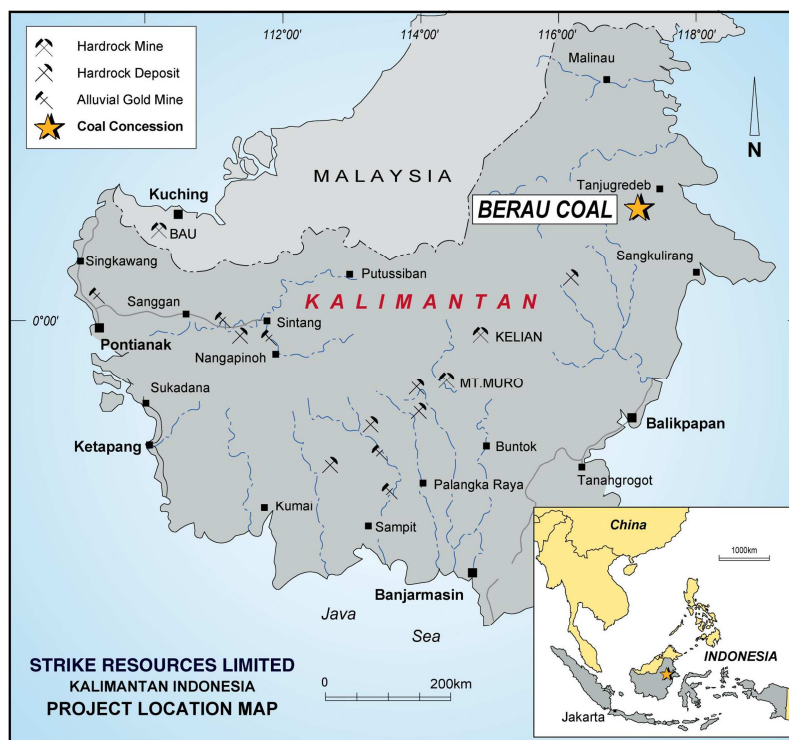 112°00'
114°00'
116°00'
118°00'
Hardrock Mine
Hardrock Deposit
Alluvial Gold Mine
Coal Concession
Malinau
N
MALAYSIA
Kuching
BAU
Tanjugredeb
BERAU COAL
Singkawang
Putussiban
Sangkulirang
KALIMANTAN
Sanggan
Sintang
0°00'
Pontianak
Nangapinoh
KELIAN
MT.MURO
Sukadana
Balikpapan
Ketapang
Buntok
Tanahgrogot
Palangka Raya
Kumai
Sampit
Banjarmasin
Java
Sea
China
1000km
INDONESIA
Jakarta
STRIKE RESOURCES LIMITED
KALIMANTAN INDONESIA
PROJECT LOCATION MAP
0
200km